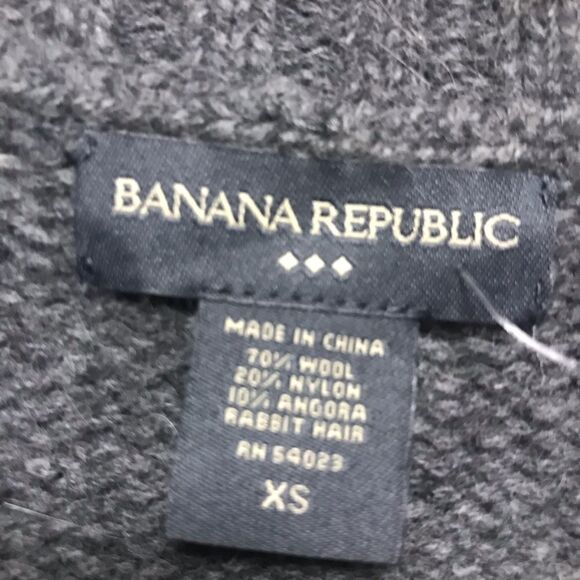 BANANA REPUBLIC
MADE IN CHINA
70% WOOL
20% NYLON
10% ANGORA
RABBIT HAIR
RN 54023
XS